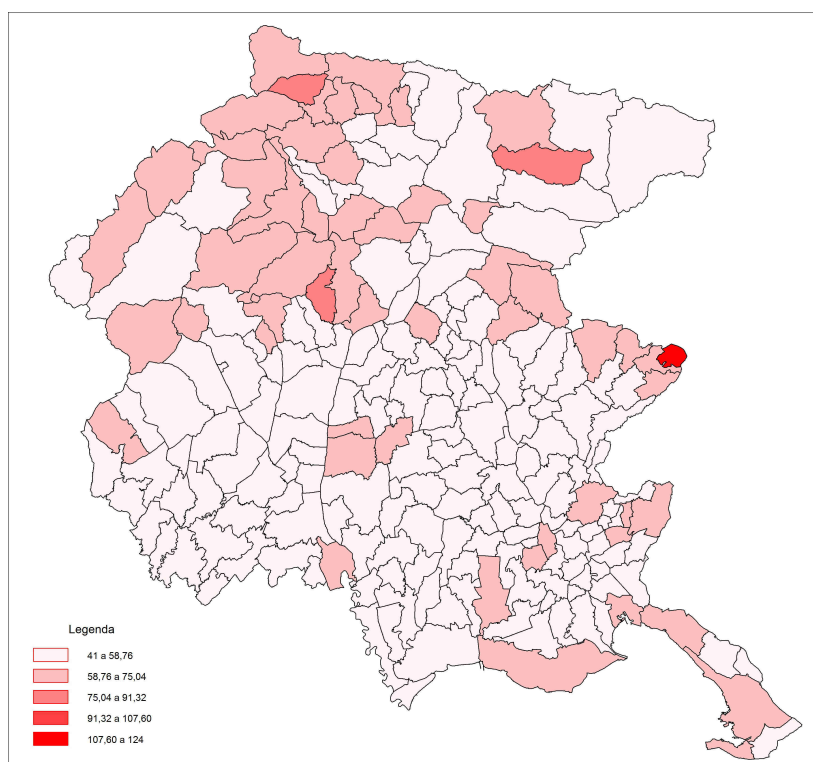 Legenda
41 a 58,76
58,76 a 75,04
75,04 a 91,32
91,32 a 107,60
107,60 a 124